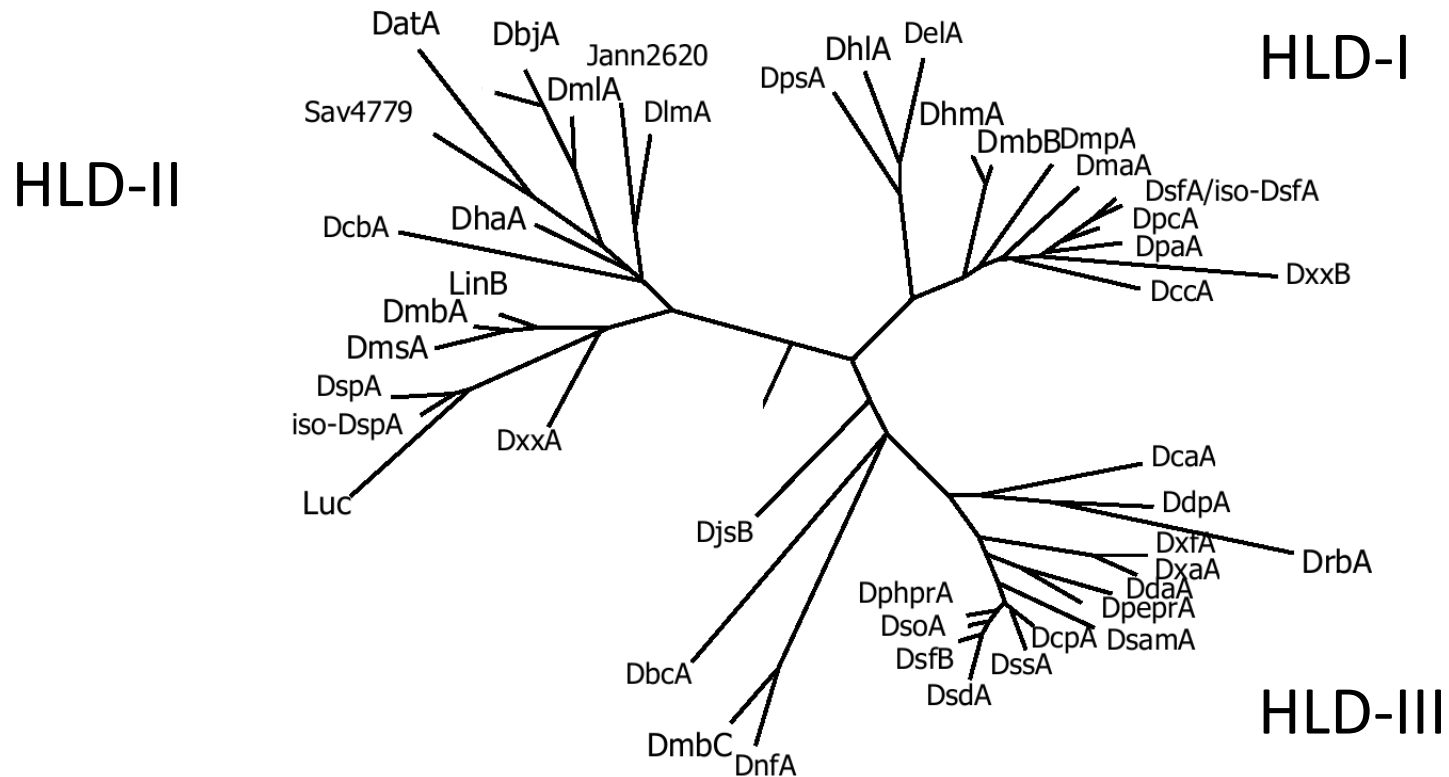 DatA
DbjA
DelA
DhlA
HLD-I
Jann2620
DpsA
DmlA
Sav4779
DlmA
DhmA
DmbB
DmpA
DmaA
HLD-II
DsfA/iso-DsfA
DhaA
DpcA
DcbA
DpaA
DxxB
LinB
DccA
DmbA
DmsA
DspA
iso-DspA
DxxA
DcaA
Luc
DdpA
DjsB
DxfA
DrbA
DxaA
DdaA
DphprA
DpeprA
DsoA
DcpA
DsamA
DsfB
DssA
DbcA
DsdA
HLD-III
DmbC
DnfA